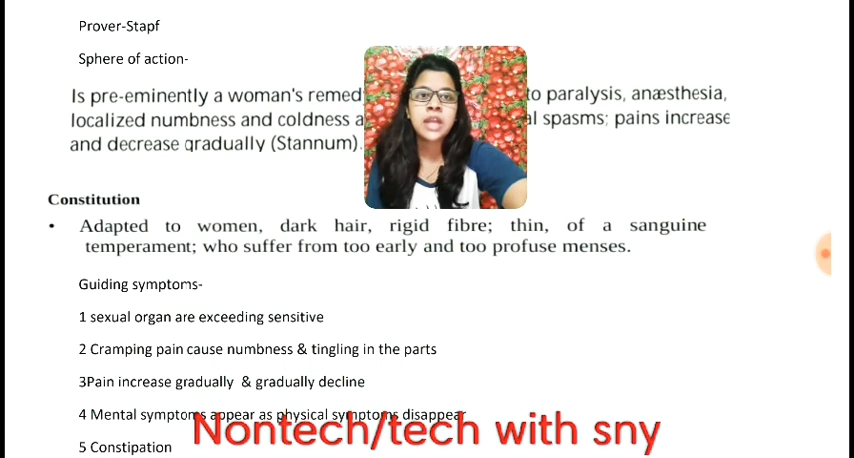 Prover-Stapf
Sphere of action-
Is pre-eminently a woman's remed to paralysis, anæsthesia,
localized numbness and coldness a al spasms; pains increase
and decrease gradually (Stannum).
Constitution
• Adapted to women, dark hair, rigid fibre; thin, of a sanguine
temperament; who suffer from too early and too profuse menses.
Guiding symptoms-
1 sexual organ are exceeding sensitive
2 Cramping pain cause numbness & tingling in the parts
3Pain increase gradually & gradually decline
4 Mental symptoms appear as physical symptoms disappear
Nontech/tech with sny
5 Constipation